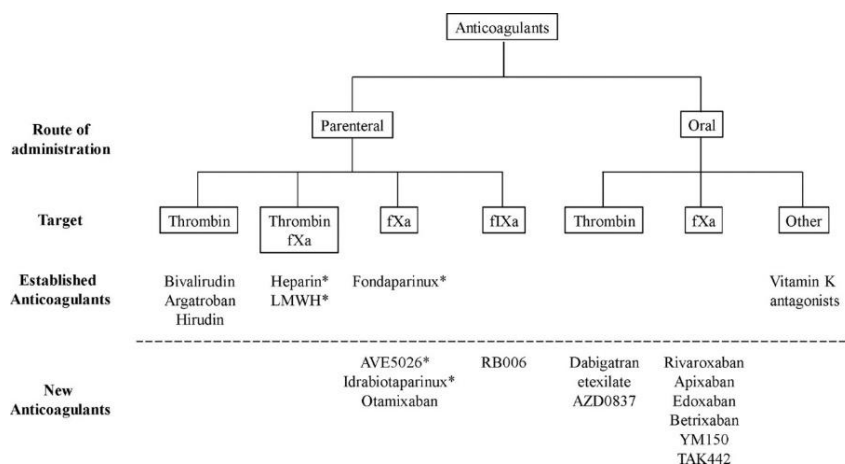 Anticoagulants
Route of
administration
Parenteral
Oral
Target
Thrombin
Thrombin
fXa
fXa
fIXa
Thrombin
fXa
Other
Established
Anticoagulants
Bivalirudin
Argatroban
Hirudin
Heparin*
LMWH*
Fondaparinux*
Vitamin K
antagonists
New
Anticoagulants
AVE5026*
Idrabiotaparinux*
Otamixaban
RB006
Dabigatran
etexilate
AZD0837
Rivaroxaban
Apixaban
Edoxaban
Betrixaban
YM150
TAK442